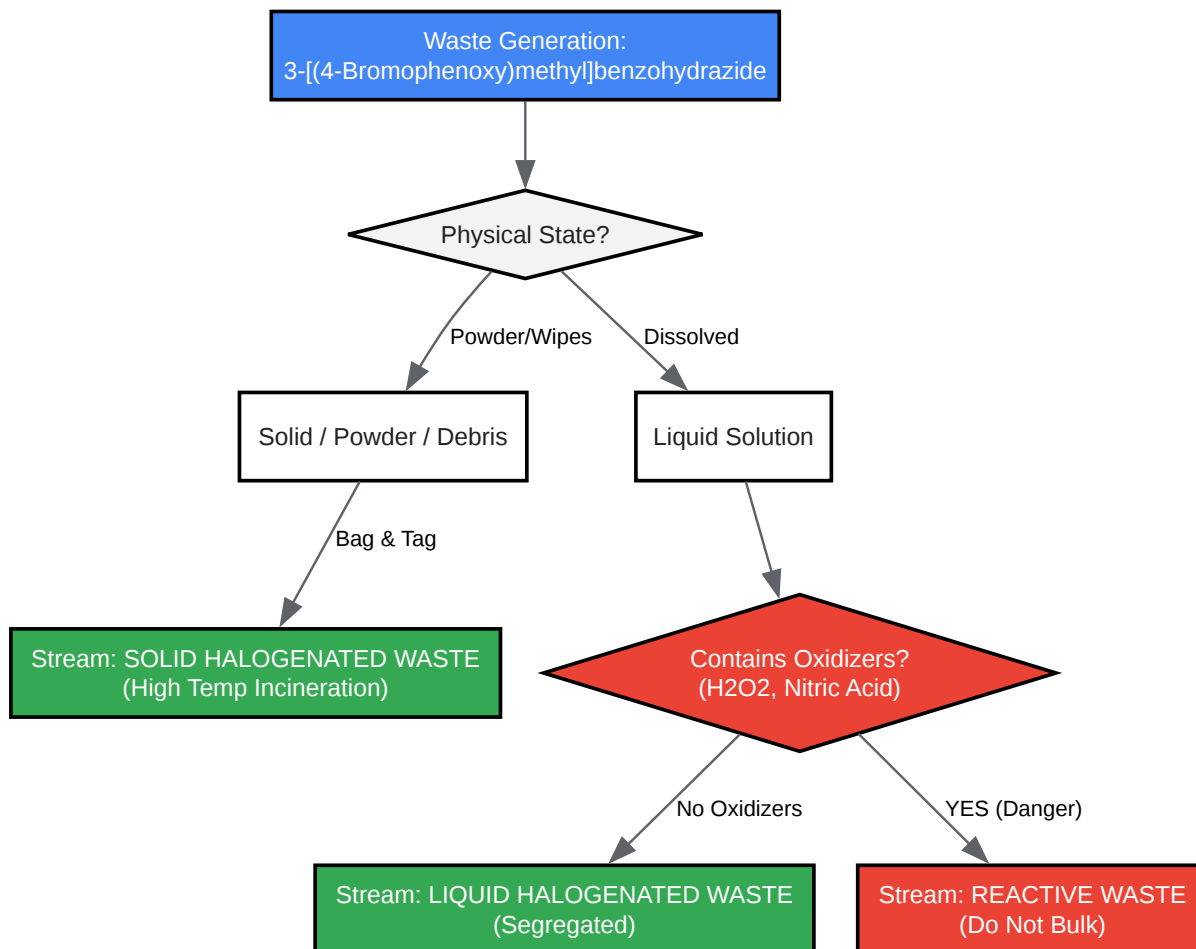 Waste Generation:
3-[(4-Bromophenoxy)methyl]benzohydrazide
Physical State?
Powder/Wipes
Dissolved
Solid / Powder / Debris
Liquid Solution
Bag & Tag
Stream: SOLID HALOGENATED WASTE
(High Temp Incineration)
Contains Oxidizers?
(H2O2, Nitric Acid)
No Oxidizers
YES (Danger)
Stream: LIQUID HALOGENATED WASTE
(Segregated)
Stream: REACTIVE WASTE
(Do Not Bulk)